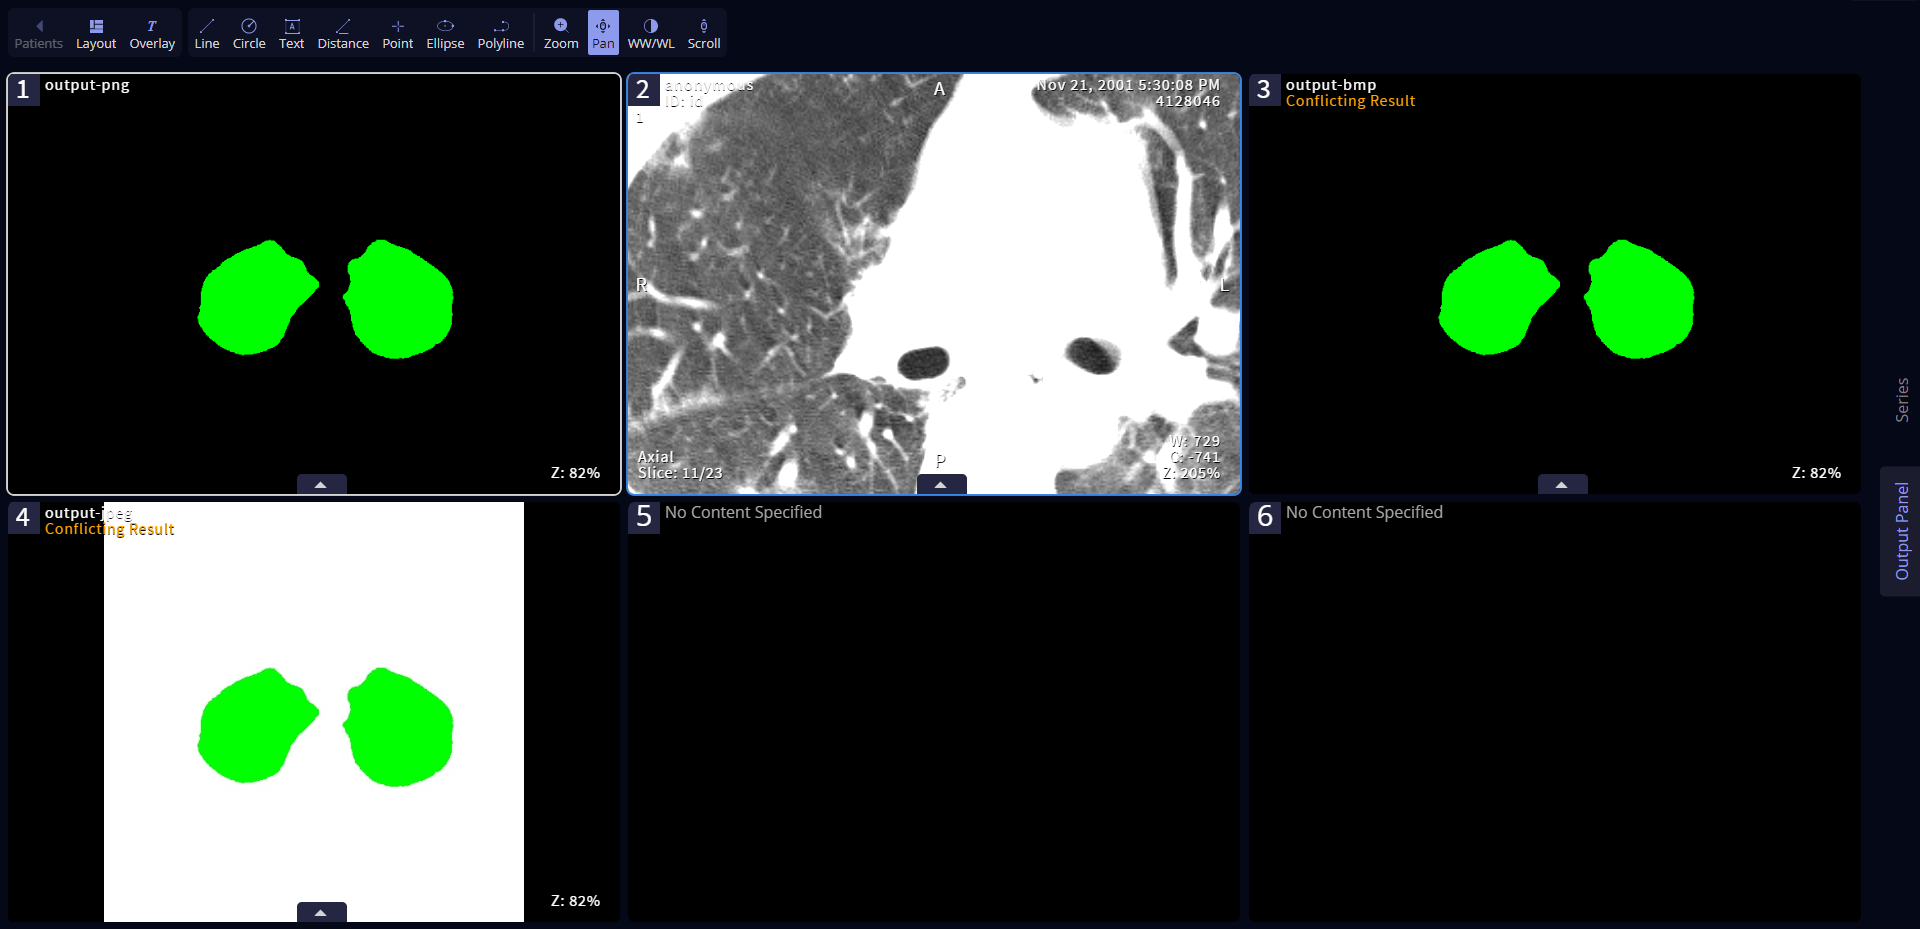 Patients Layout Overlay Line Circle Text Distance Point Ellipse Polyline Zoom Pan WW/WL Scroll
1 output-png
Z: 82%
2 anonymous
ID: id
1
A
Nov 21, 2001 5:30:08 PM
4128046
R
L
Axial
Slice: 11/23
P
W: 729
C: -741
Z: 205%
3 output-bmp
Conflicting Result
Z: 82%
4 output-jpeg
Conflicting Result
Z: 82%
5 No Content Specified
6 No Content Specified
Series
Output Panel